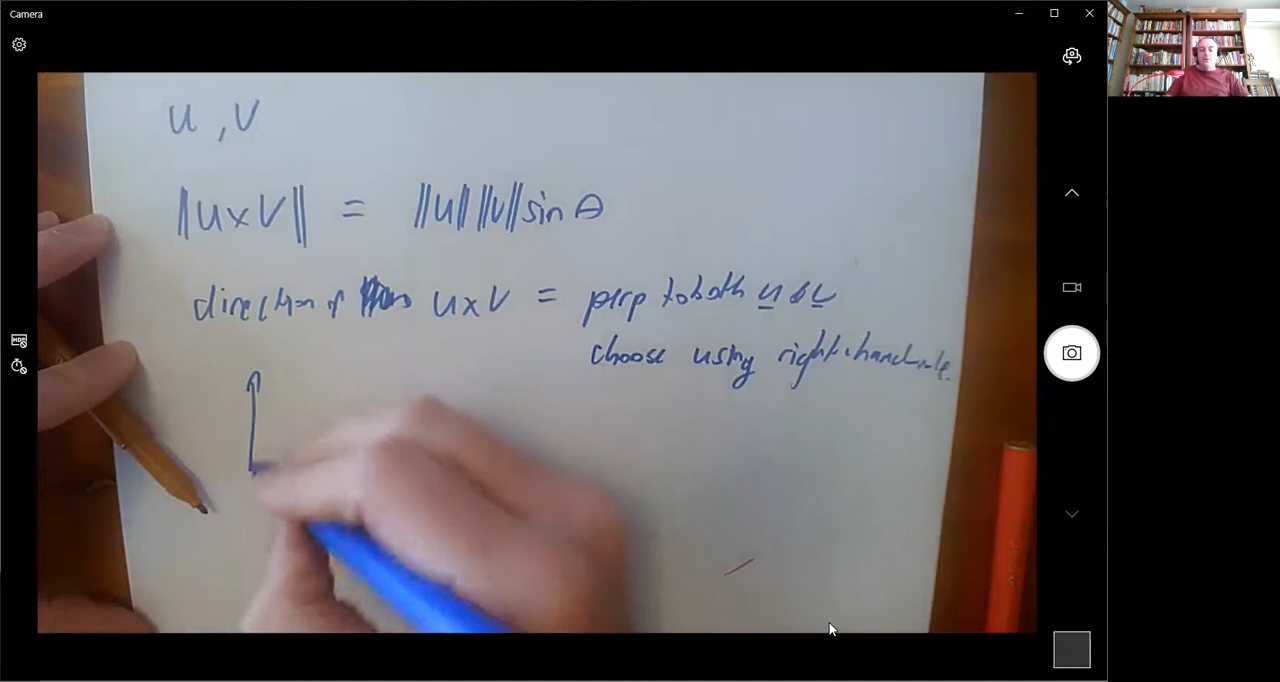 Camera
u , v
||u×v|| = ||u|| ||v|| sin θ
direction of u×v = perp to both u & v
choose using right-hand rule.